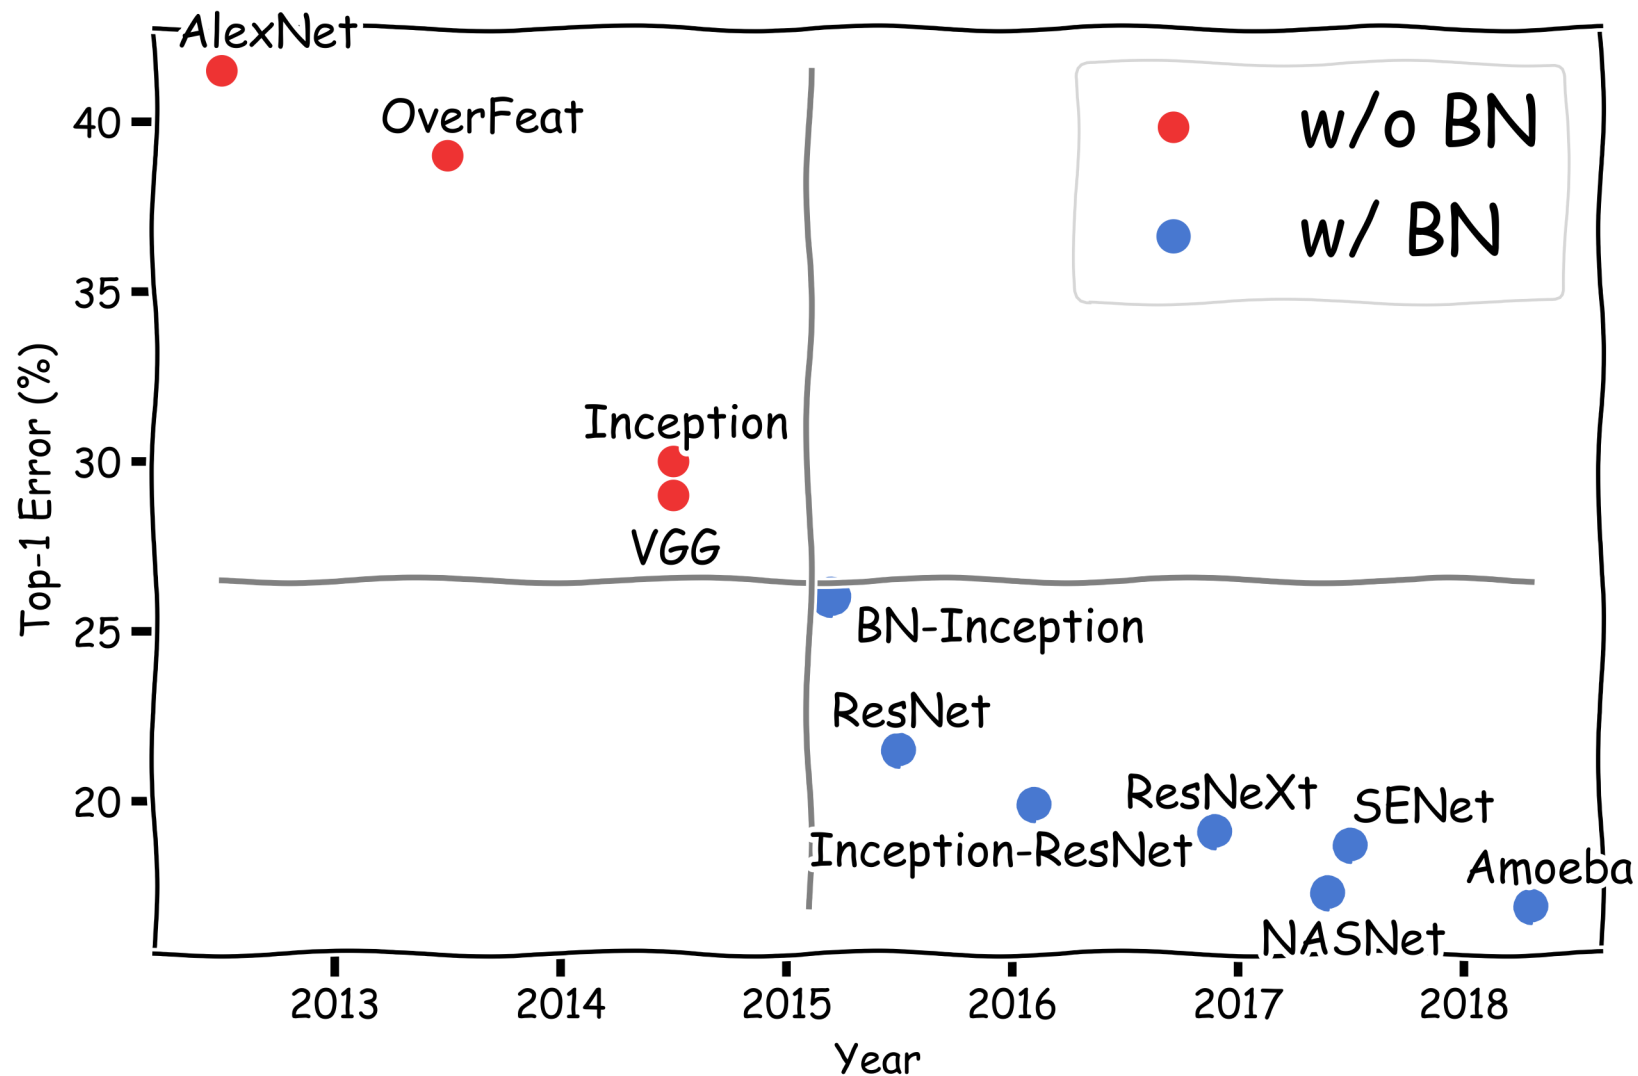 AlexNet
OverFeat
w/o BN
w/ BN
40
35
30
25
20
Top-1 Error (%)
Inception
VGG
BN-Inception
ResNet
ResNeXt
SENet
Inception-ResNet
Amoeba
NASNet
2013
2014
2015
2016
2017
2018
Year